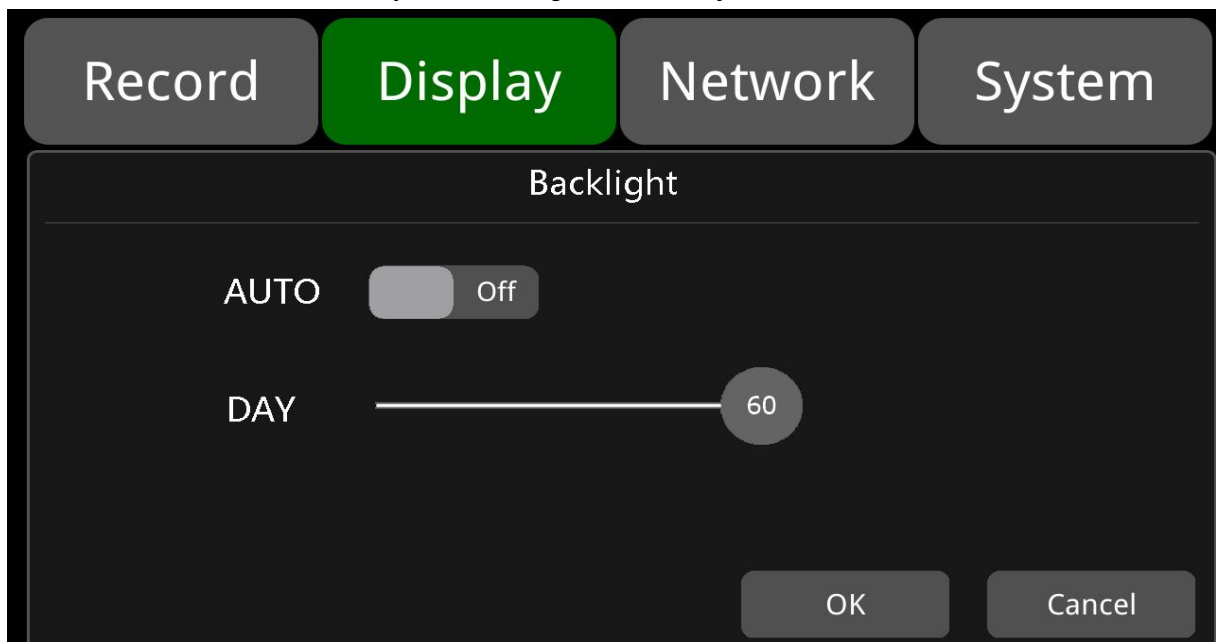 Record Display Network System
Backlight
AUTO Off
DAY 60
OK Cancel